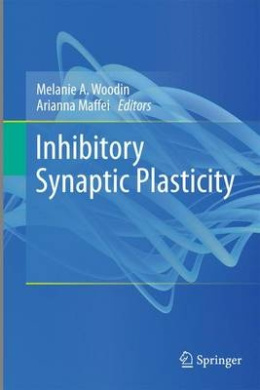 Melanie A. Woodin
Arianna Maffei Editors
Inhibitory
Synaptic Plasticity
Springer